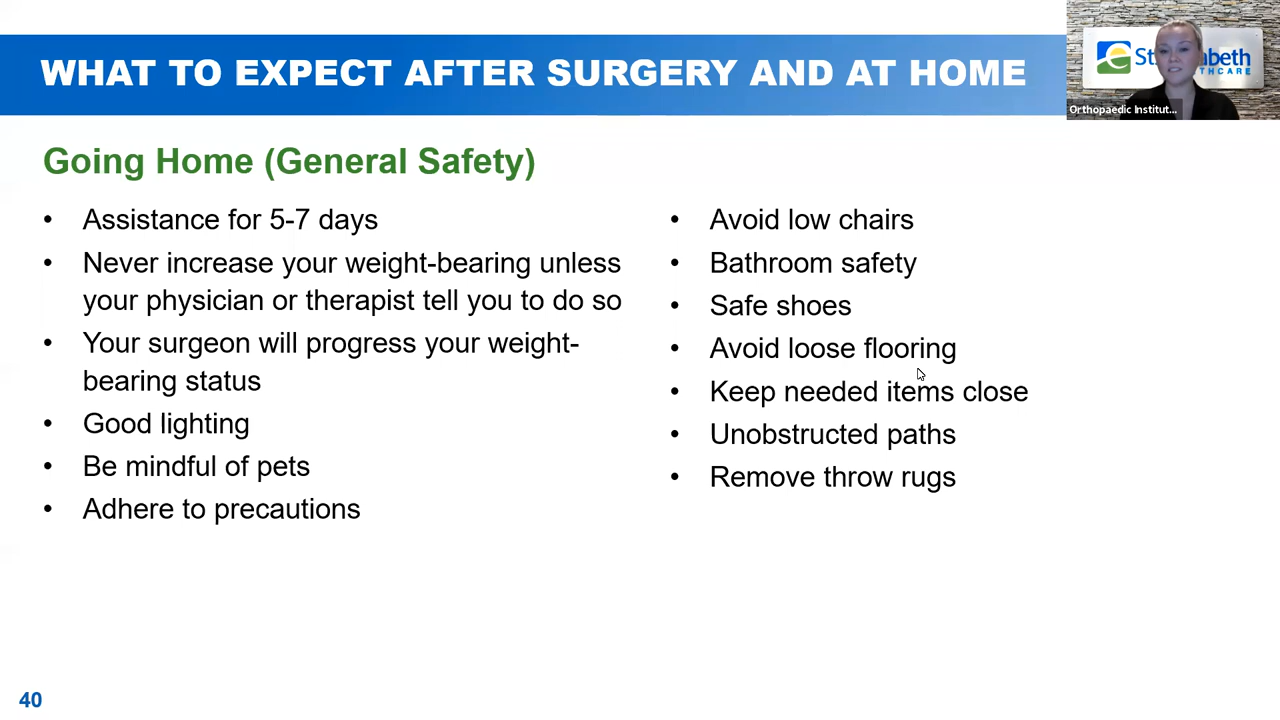 WHAT TO EXPECT AFTER SURGERY AND AT HOME
Orthopaedic Institut...
Going Home (General Safety)
• Assistance for 5-7 days
• Never increase your weight-bearing unless
your physician or therapist tell you to do so
• Your surgeon will progress your weight-
bearing status
• Good lighting
• Be mindful of pets
• Adhere to precautions
• Avoid low chairs
• Bathroom safety
• Safe shoes
• Avoid loose flooring
• Keep needed items close
• Unobstructed paths
• Remove throw rugs
40